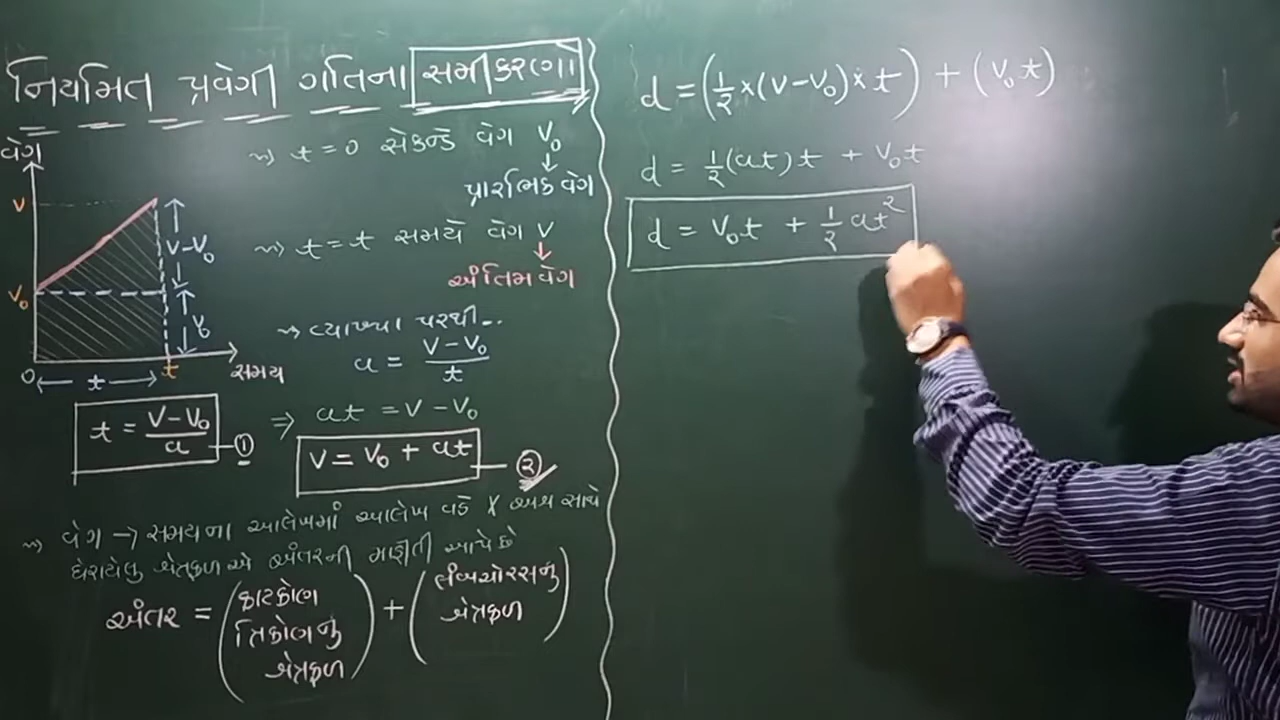 નિયમિત પ્રવેગી ગતિના સમીકરણો
વેગ
V
V₀
V-V₀
V₀
0
t
t
સમય
⇝ t=0 સેકન્ડે વેગ V₀
↓
પ્રારંભિક વેગ
⇝ t=t સમયે વેગ V
↓
અંતિમવેગ
⇝ વ્યાખ્યા પરથી..
a = (V-V₀)/t
t = (V-V₀)/a — ①
⇒ at = V-V₀
V = V₀ + at — ②
⇝ વેગ → સમયના આલેખમાં આલેખ વડે X અક્ષ સાથે
ઘેરાયેલુ ક્ષેત્રફળ એ અંતરની માહીતી આપે છે
અંતર = (કાટકોણ ત્રિકોણનુ ક્ષેત્રફળ) + (લંબચોરસનુ ક્ષેત્રફળ)
d = (½×(V-V₀)×t) + (V₀t)
d = ½(at)t + V₀t
d = V₀t + ½at²